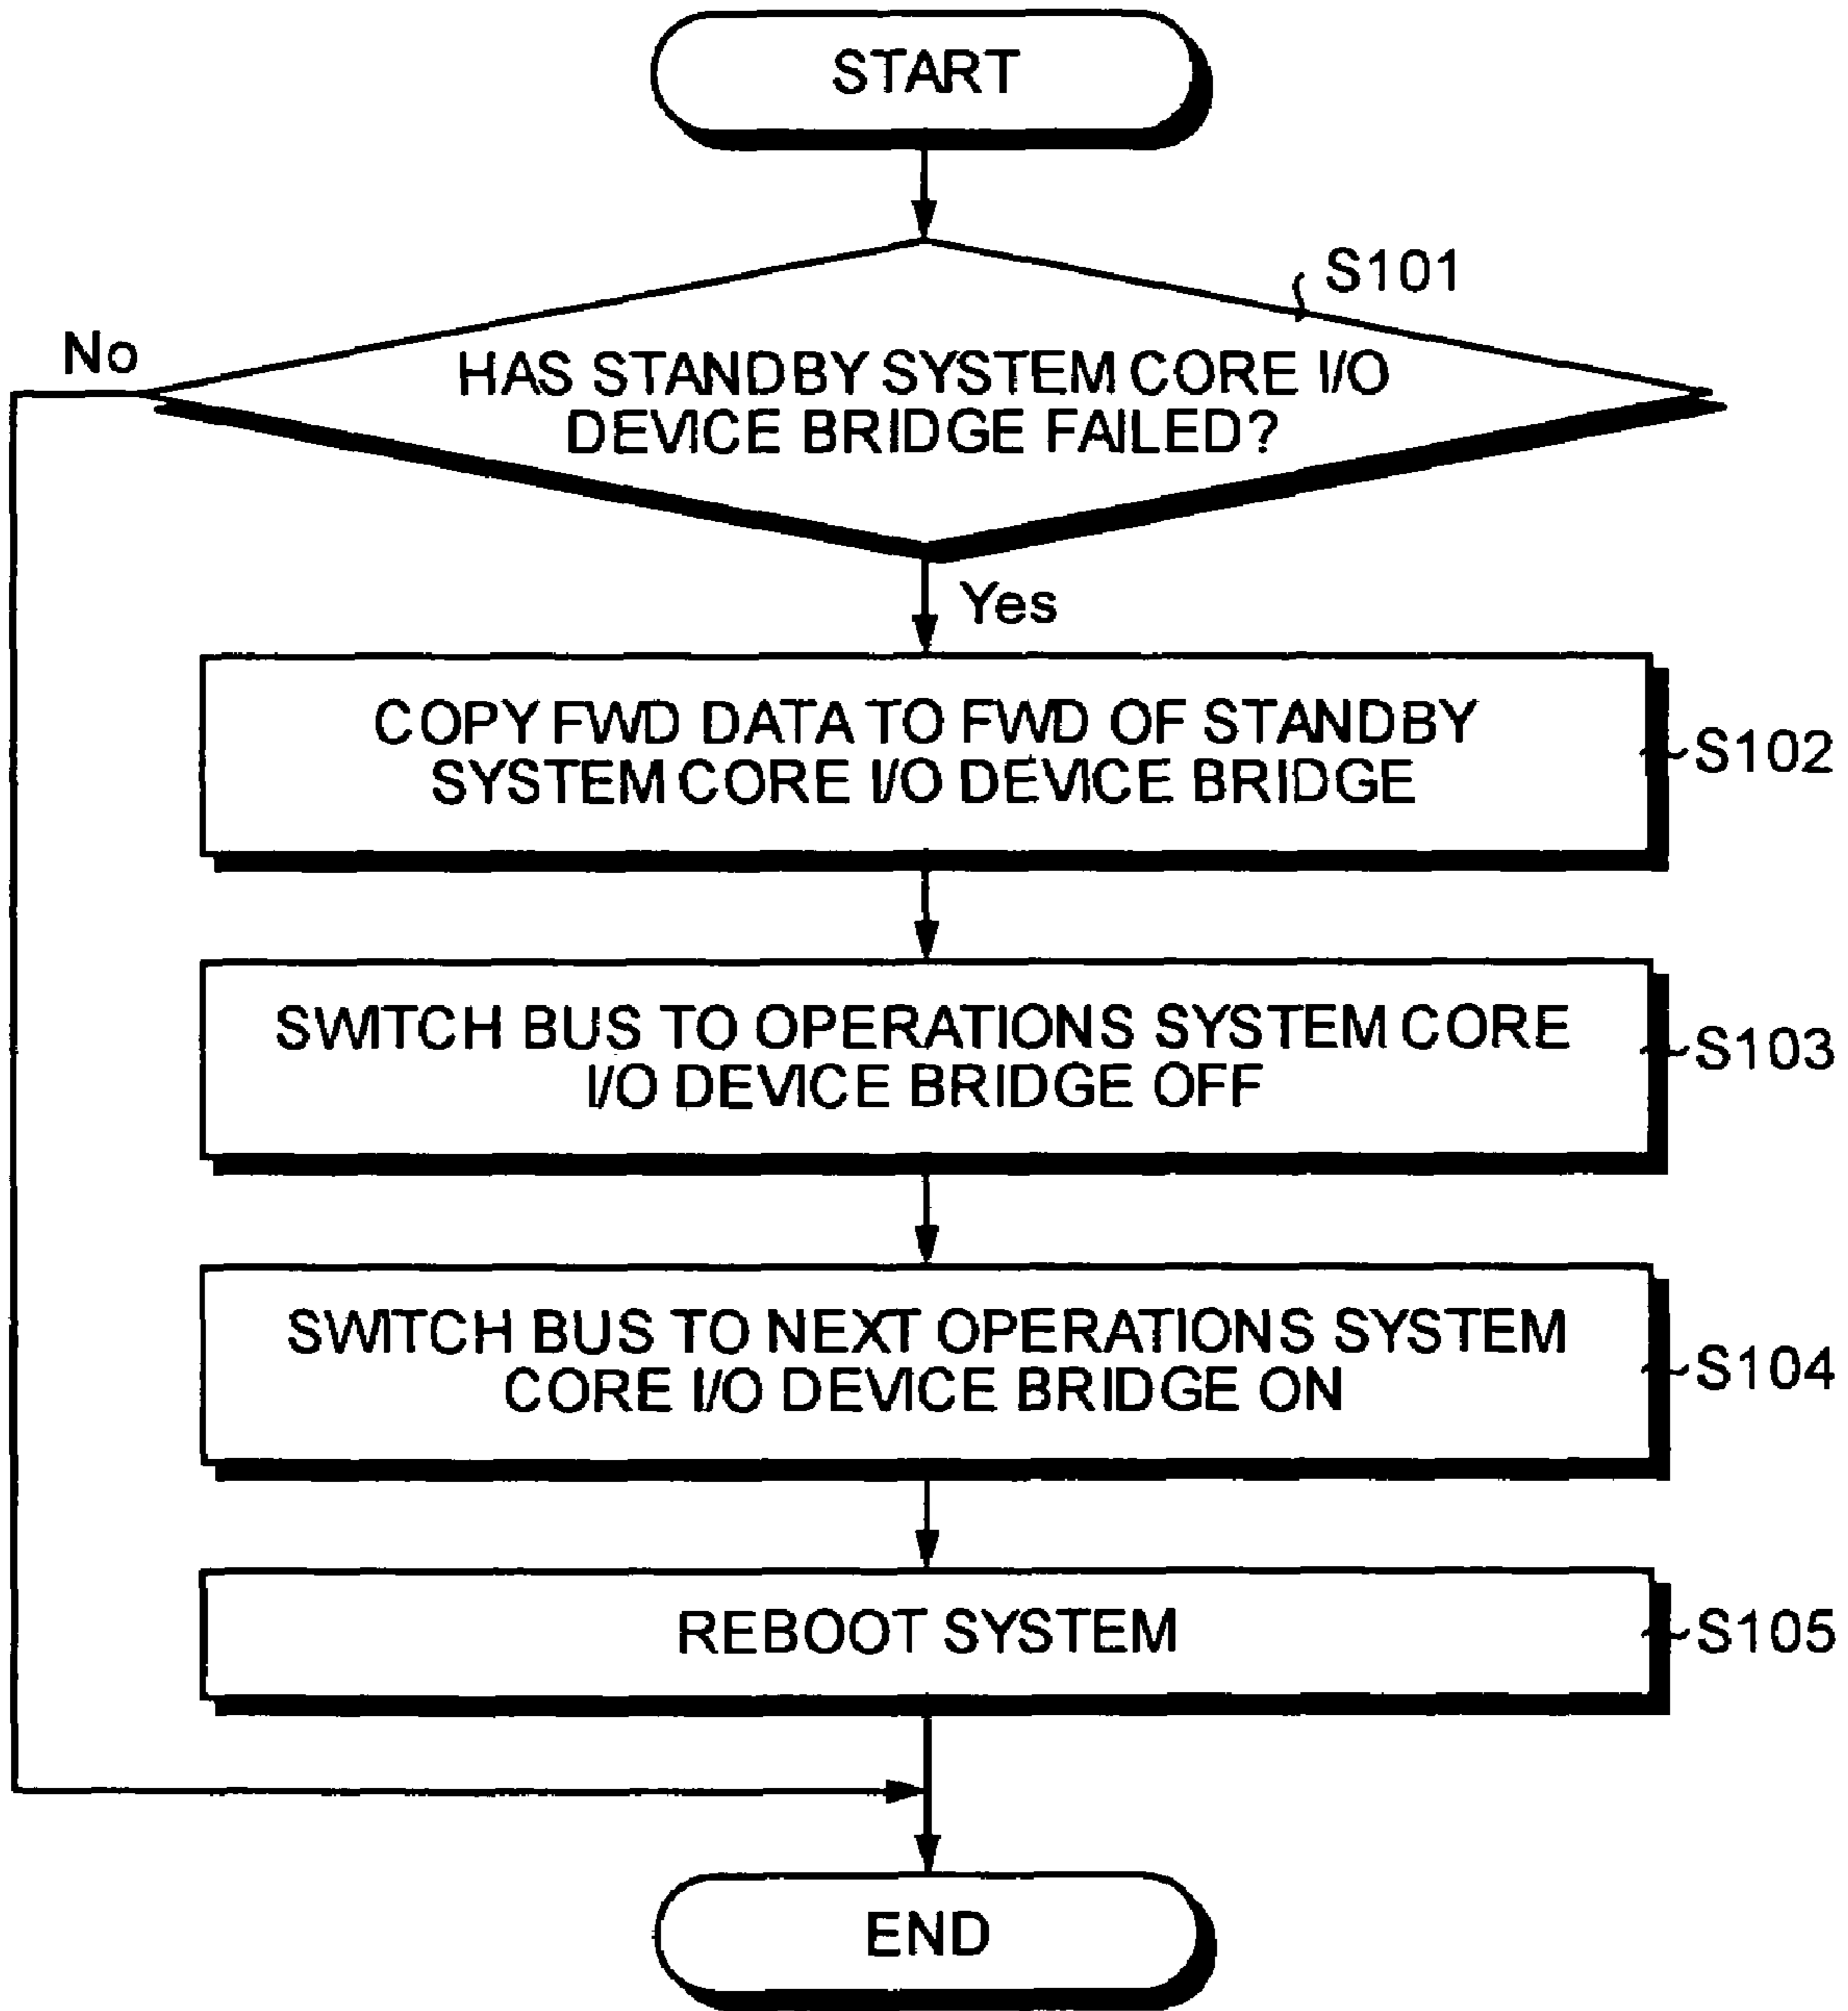 START
S101
No
HAS STANDBY SYSTEM CORE I/O
DEVICE BRIDGE FAILED?
Yes
COPY FWD DATA TO FWD OF STANDBY
SYSTEM CORE I/O DEVICE BRIDGE
S102
SWITCH BUS TO OPERATIONS SYSTEM CORE
I/O DEVICE BRIDGE OFF
S103
SWITCH BUS TO NEXT OPERATIONS SYSTEM
CORE I/O DEVICE BRIDGE ON
S104
REBOOT SYSTEM
S105
END